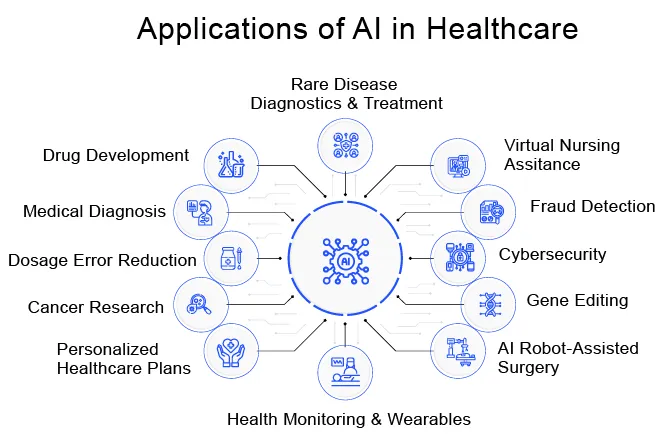 Applications of AI in Healthcare
Rare Disease
Diagnostics & Treatment
Drug Development
Medical Diagnosis
Dosage Error Reduction
Cancer Research
Personalized
Healthcare Plans
Virtual Nursing
Assitance
Fraud Detection
Cybersecurity
Gene Editing
AI Robot-Assisted
Surgery
AI
Health Monitoring & Wearables